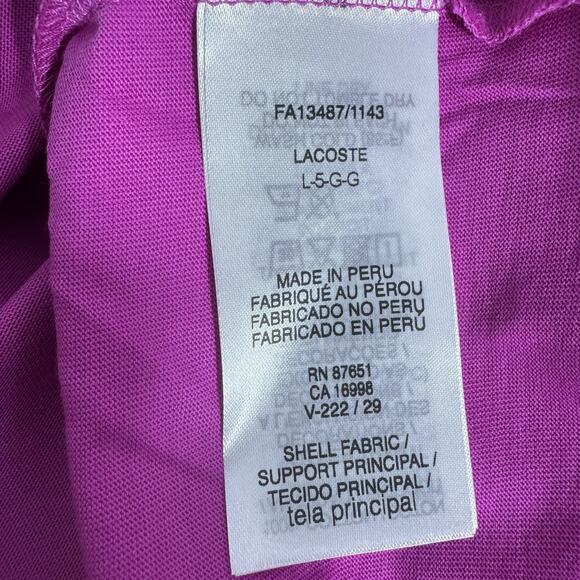 FA13487/1143
LACOSTE
L-5-G-G
MADE IN PERU
FABRIQUÉ AU PÉROU
FABRICADO NO PERU
FABRICADO EN PERÚ
RN 87651
CA 16998
V-222 / 29
SHELL FABRIC /
SUPPORT PRINCIPAL /
TECIDO PRINCIPAL /
tela principal